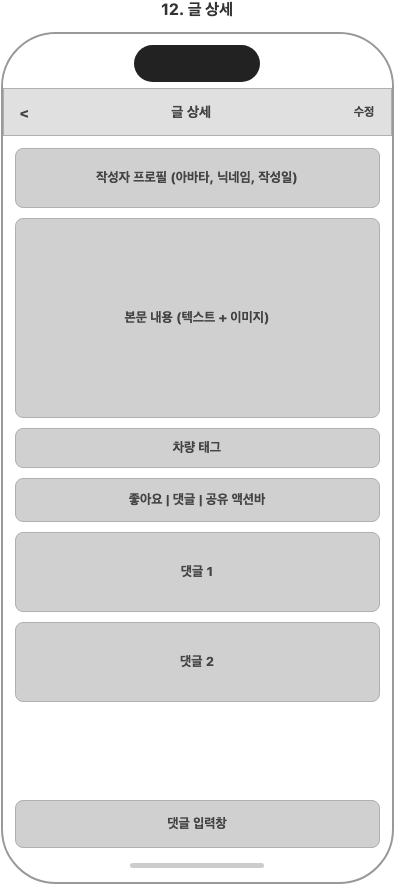 12. 글 상세
< 글 상세 수정
작성자 프로필 (아바타, 닉네임, 작성일)
본문 내용 (텍스트 + 이미지)
차량 태그
좋아요 | 댓글 | 공유 액션바
댓글 1
댓글 2
댓글 입력창